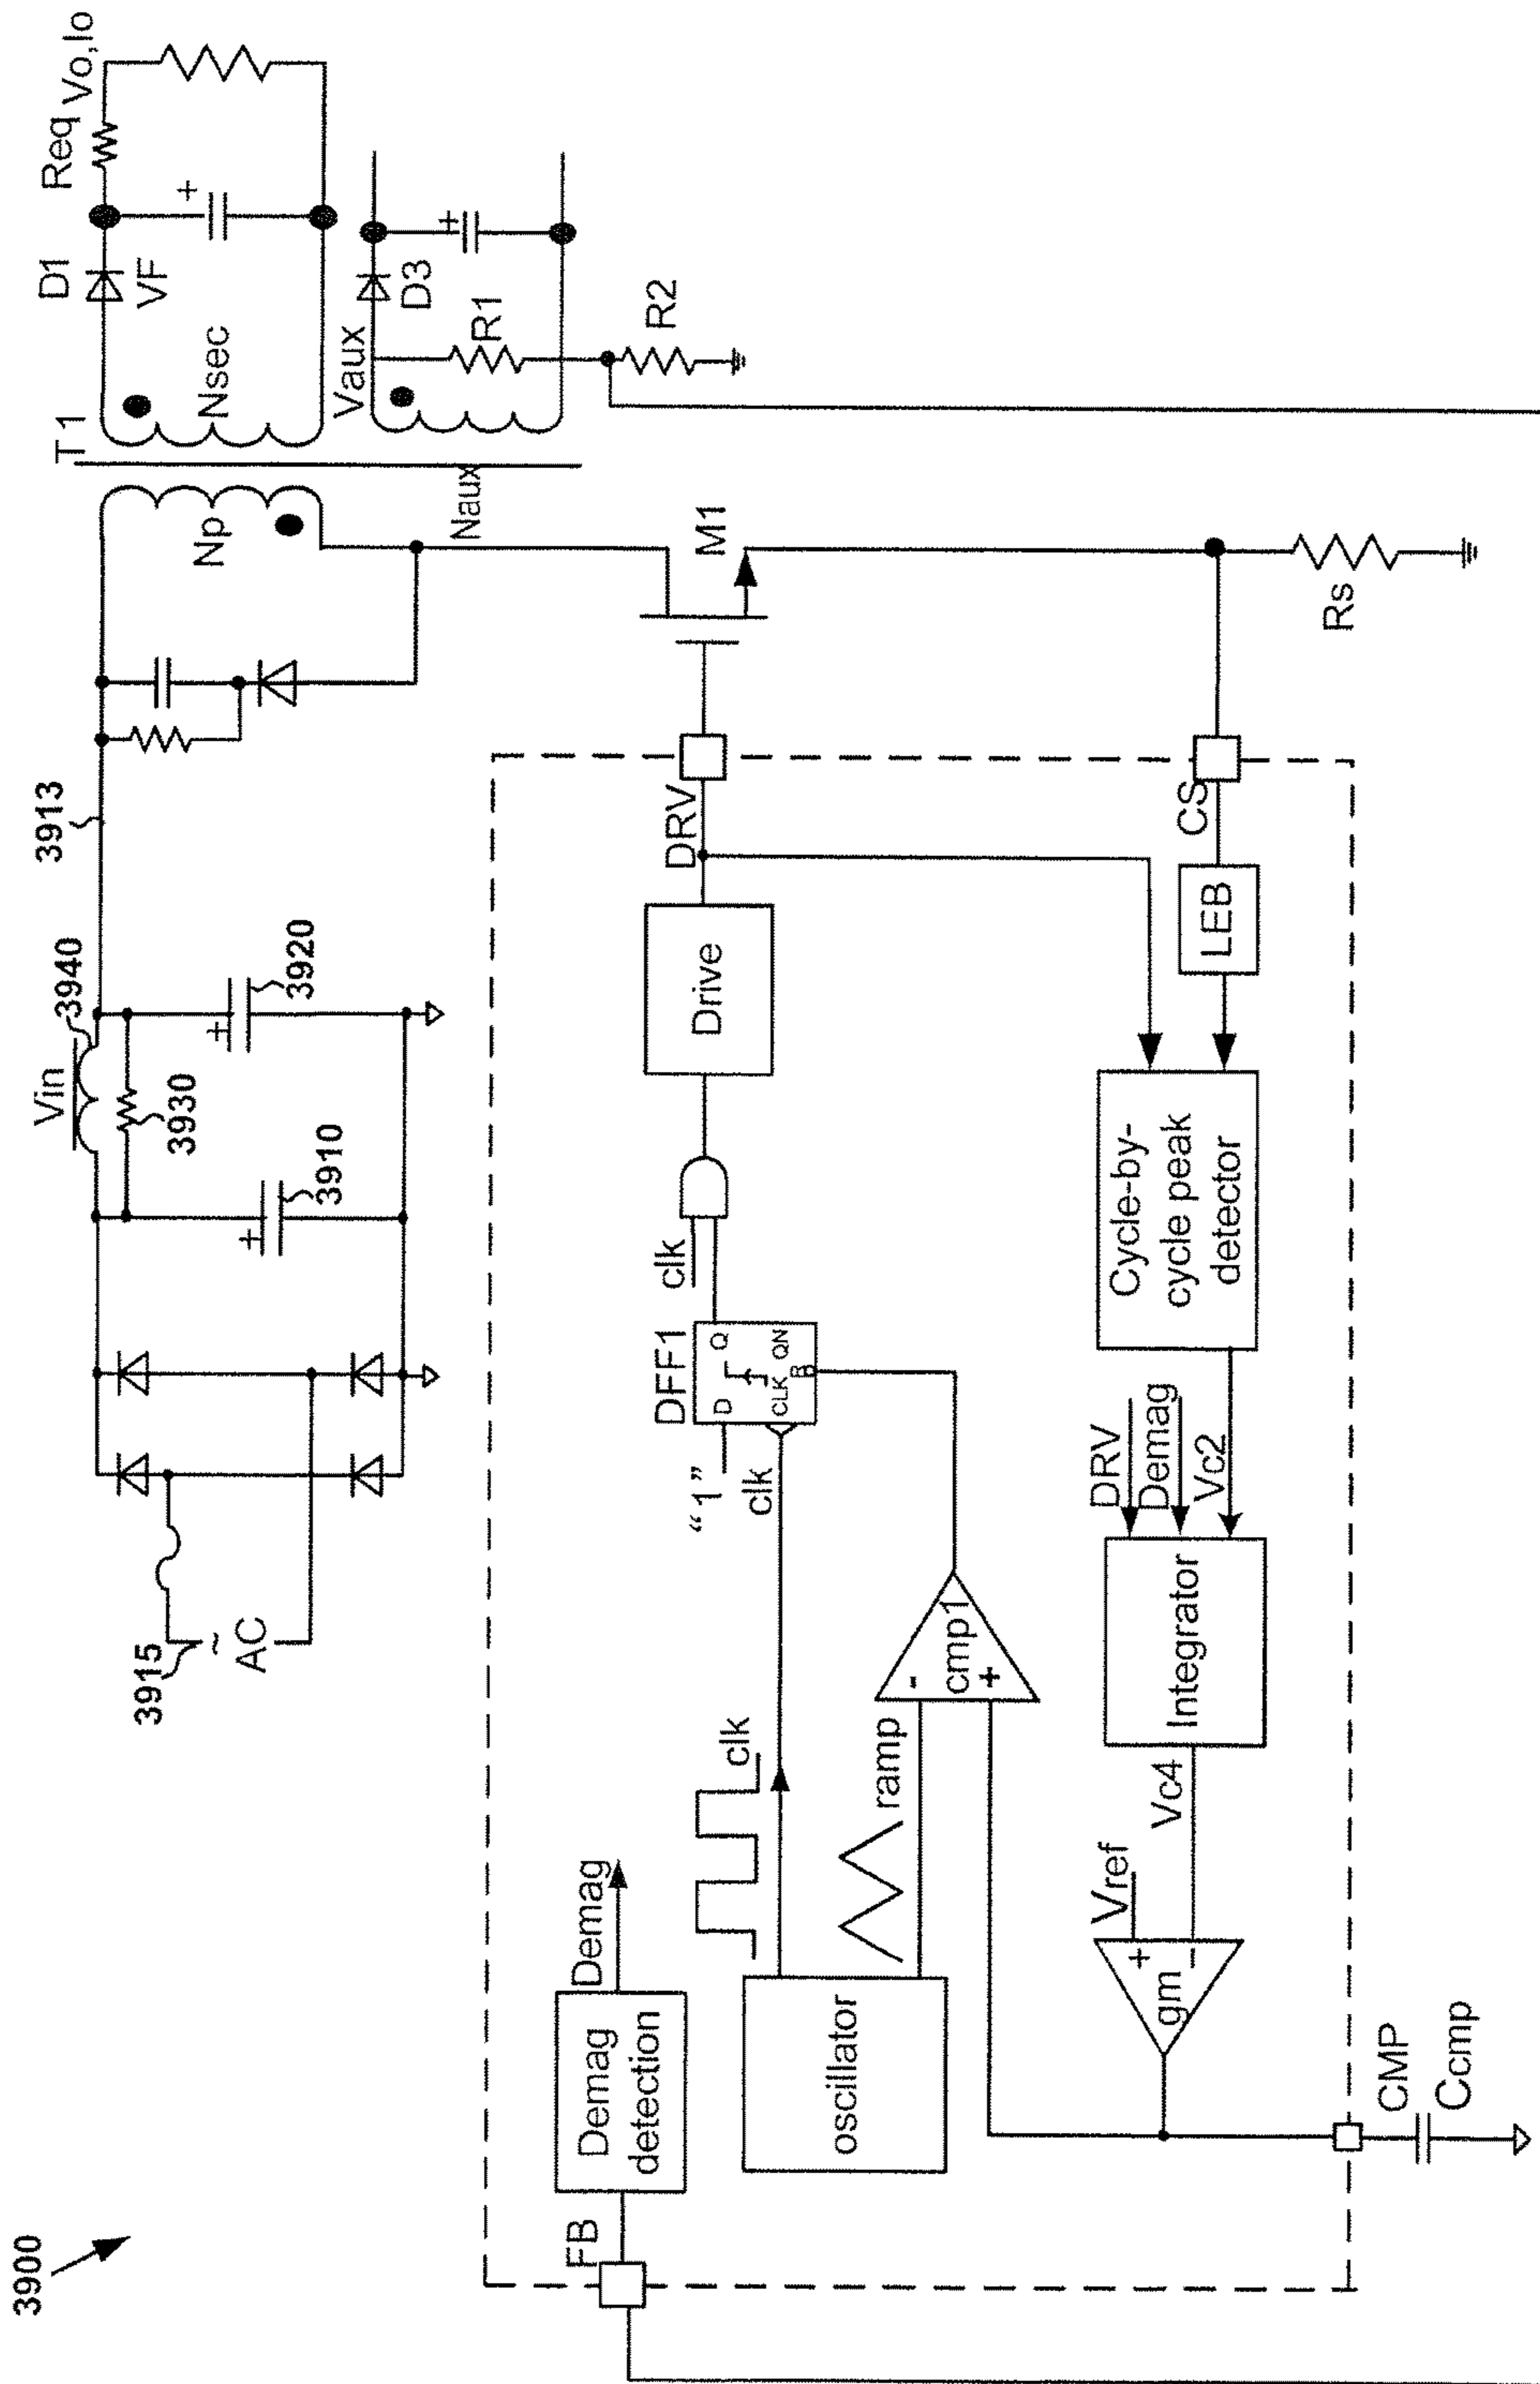 3900
3915
~
AC
Vin
3940
3930
3910
+
3920
+
3913
T1
Np
Nsec
Naux
D1
VF
Req
Vo,Io
+
Vaux
D3
+
R1
R2
M1
Rs
FB
Demag
detection
Demag
oscillator
clk
ramp
cmp1
-
+
DFF1
"1"
clk
D
Q
CLK
QN
R
clk
Drive
DRV
CS
LEB
Cycle-by-
cycle peak
detector
DRV
Demag
Vc2
Integrator
Vc4
Vref
+
-
gm
CMP
Ccmp